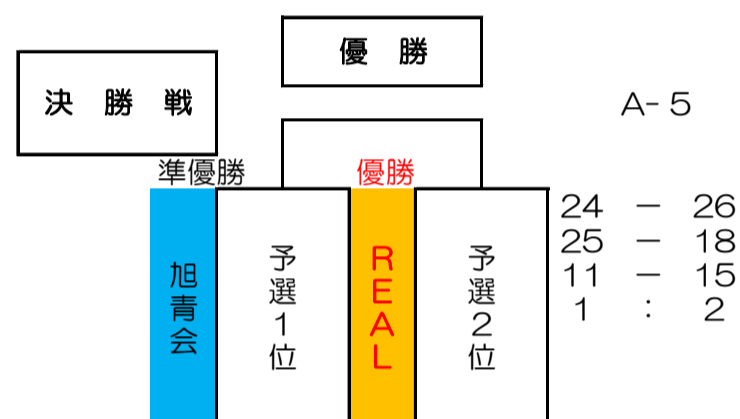 優 勝
決 勝 戦
A-5
準優勝
優勝
旭青会
予選1位
REAL
予選2位
24 － 26
25 － 18
11 － 15
1 : 2